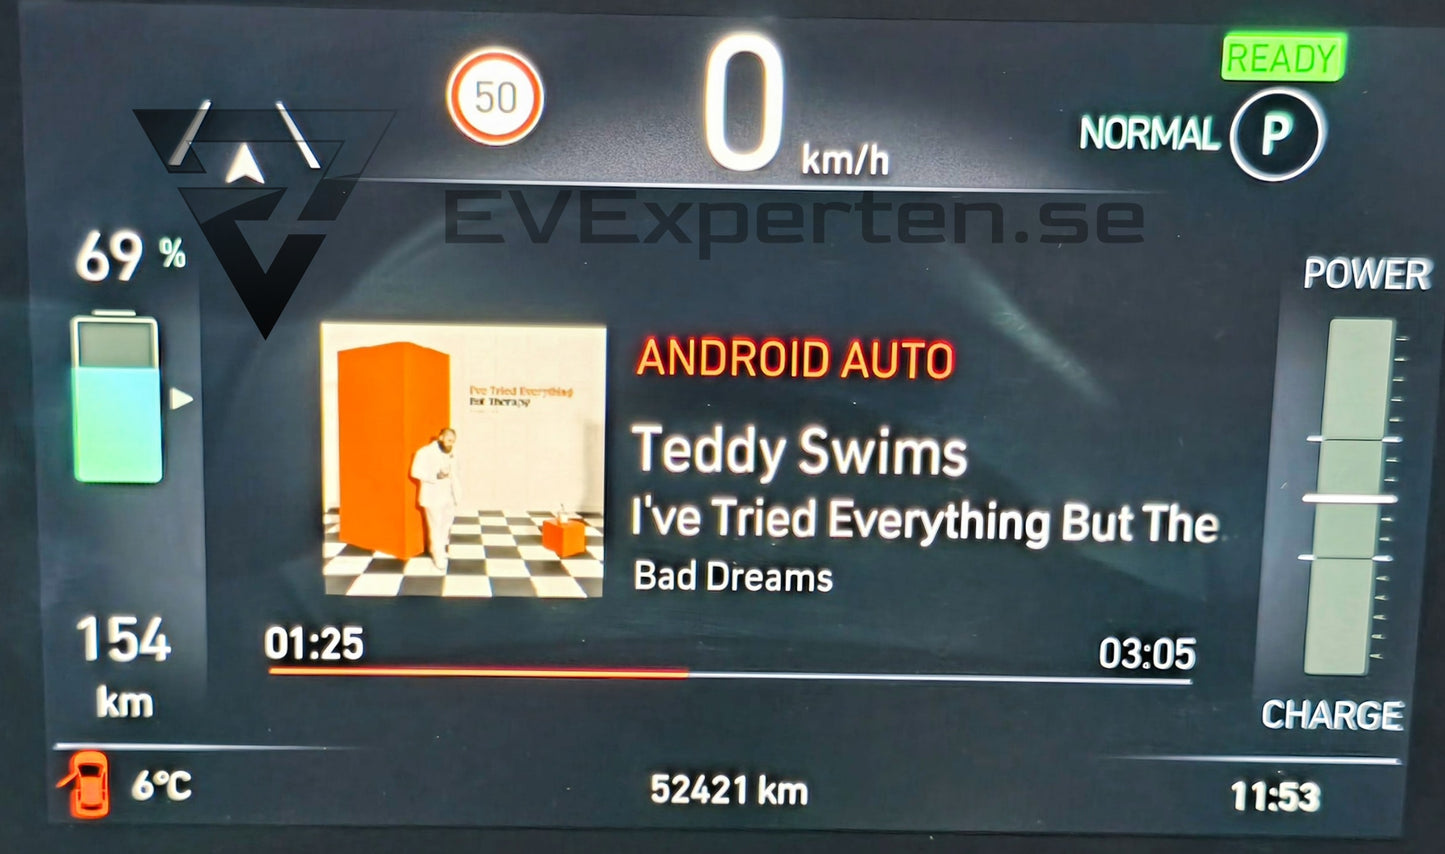 READY
50
0
km/h
NORMAL P
EVExperten.se
69 %
POWER
ANDROID AUTO
I've Tried Everything
But Therapy
Teddy Swims
I've Tried Everything But The
Bad Dreams
01:25
03:05
154
km
CHARGE
6°C
52421 km
11:53